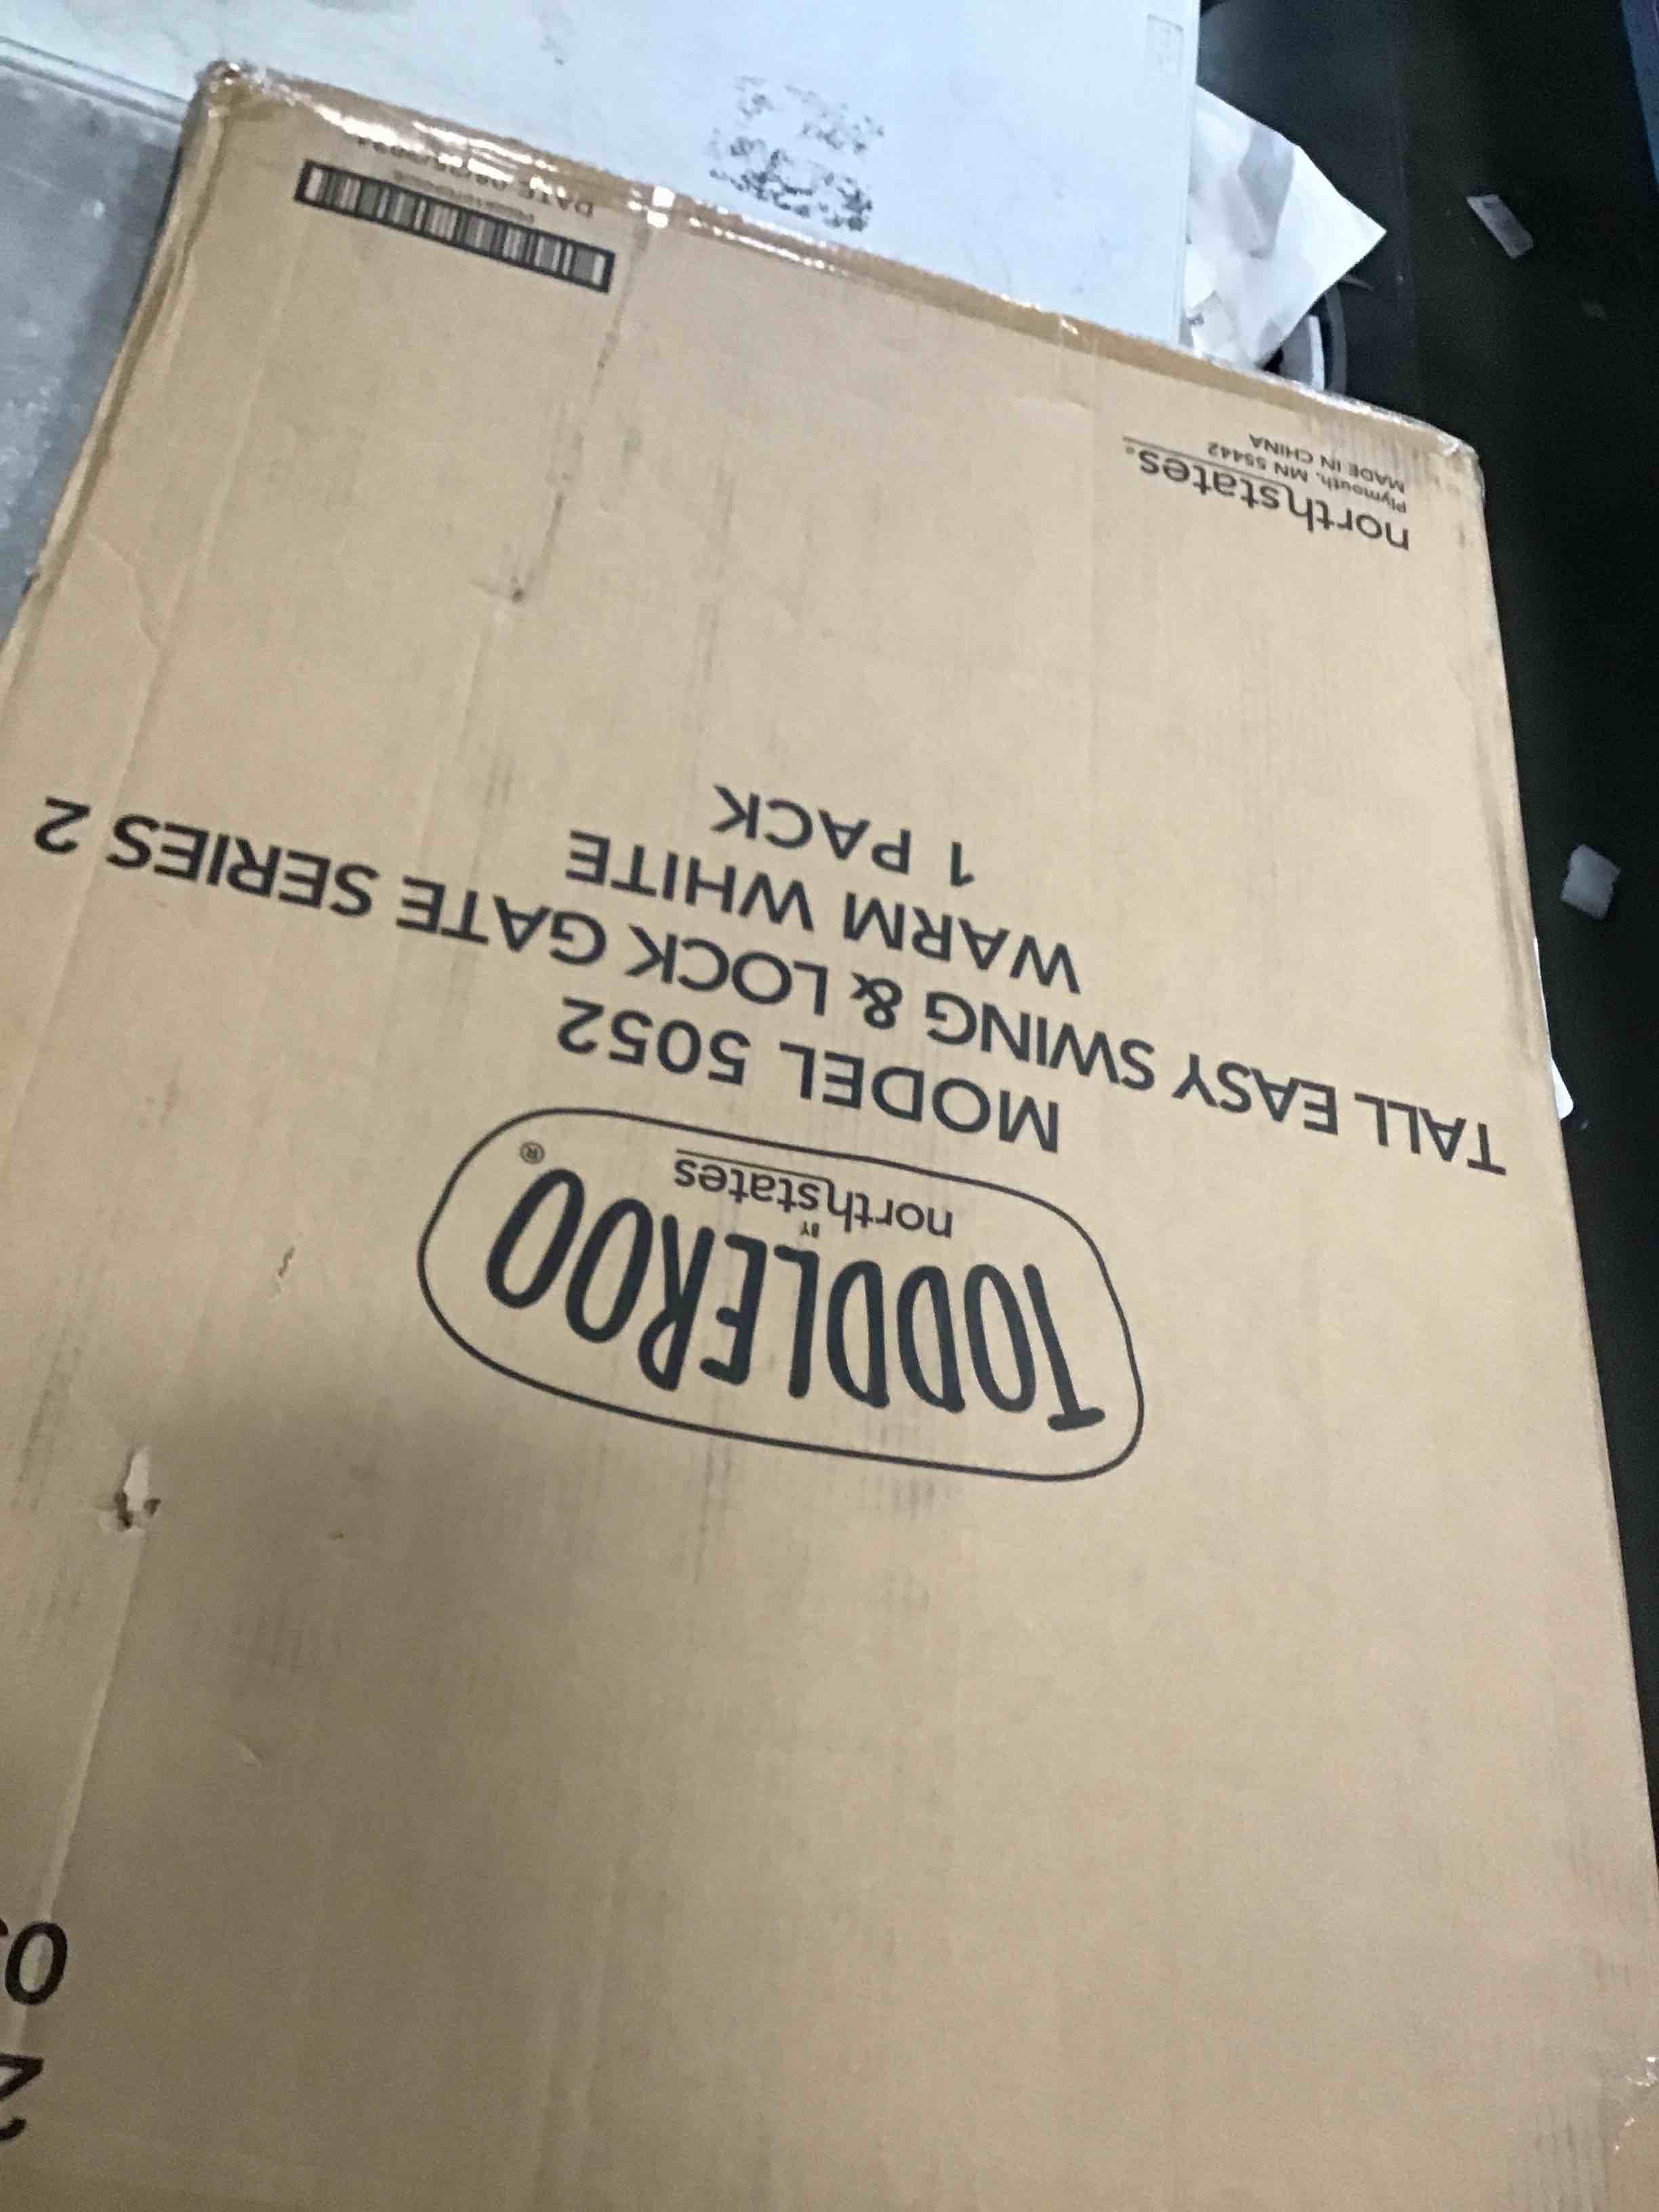 TODDLEROO®
BY
northstates
MODEL 5052
TALL EASY SWING & LOCK GATE SERIES 2
WARM WHITE
1 PACK
northstates®
Plymouth, MN 55442
MADE IN CHINA
DATE